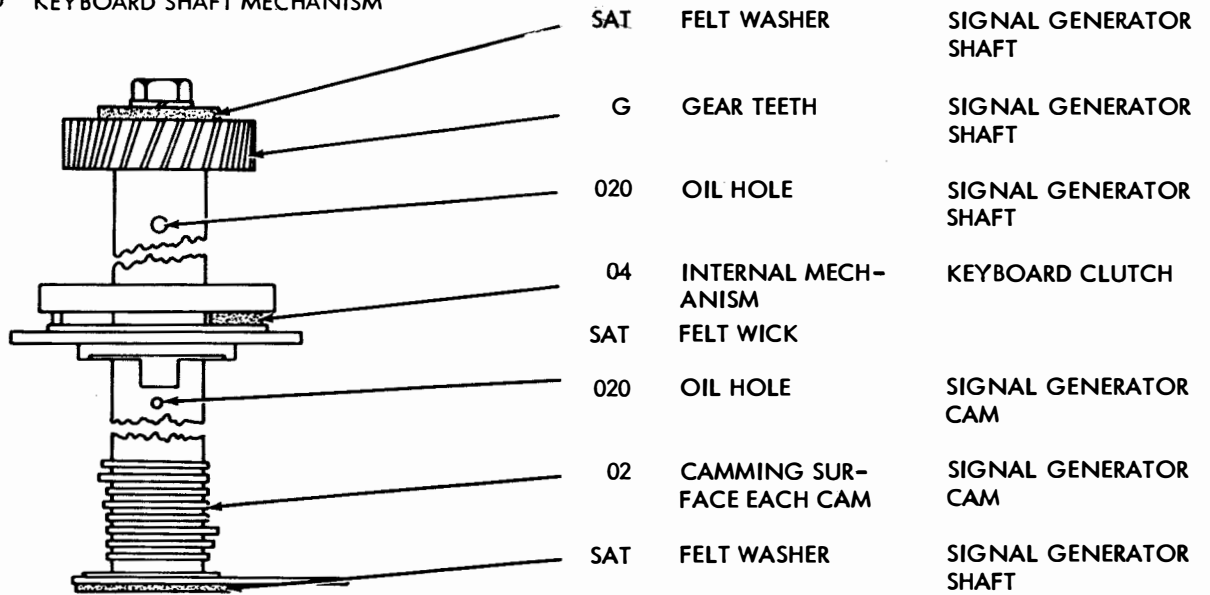 KEYBOARD SHAFT MECHANISM
SAT FELT WASHER SIGNAL GENERATOR
SHAFT
G GEAR TEETH SIGNAL GENERATOR
SHAFT
020 OIL HOLE SIGNAL GENERATOR
SHAFT
04 INTERNAL MECH- KEYBOARD CLUTCH
ANISM
SAT FELT WICK
020 OIL HOLE SIGNAL GENERATOR
CAM
02 CAMMING SUR- SIGNAL GENERATOR
FACE EACH CAM CAM
SAT FELT WASHER SIGNAL GENERATOR
SHAFT